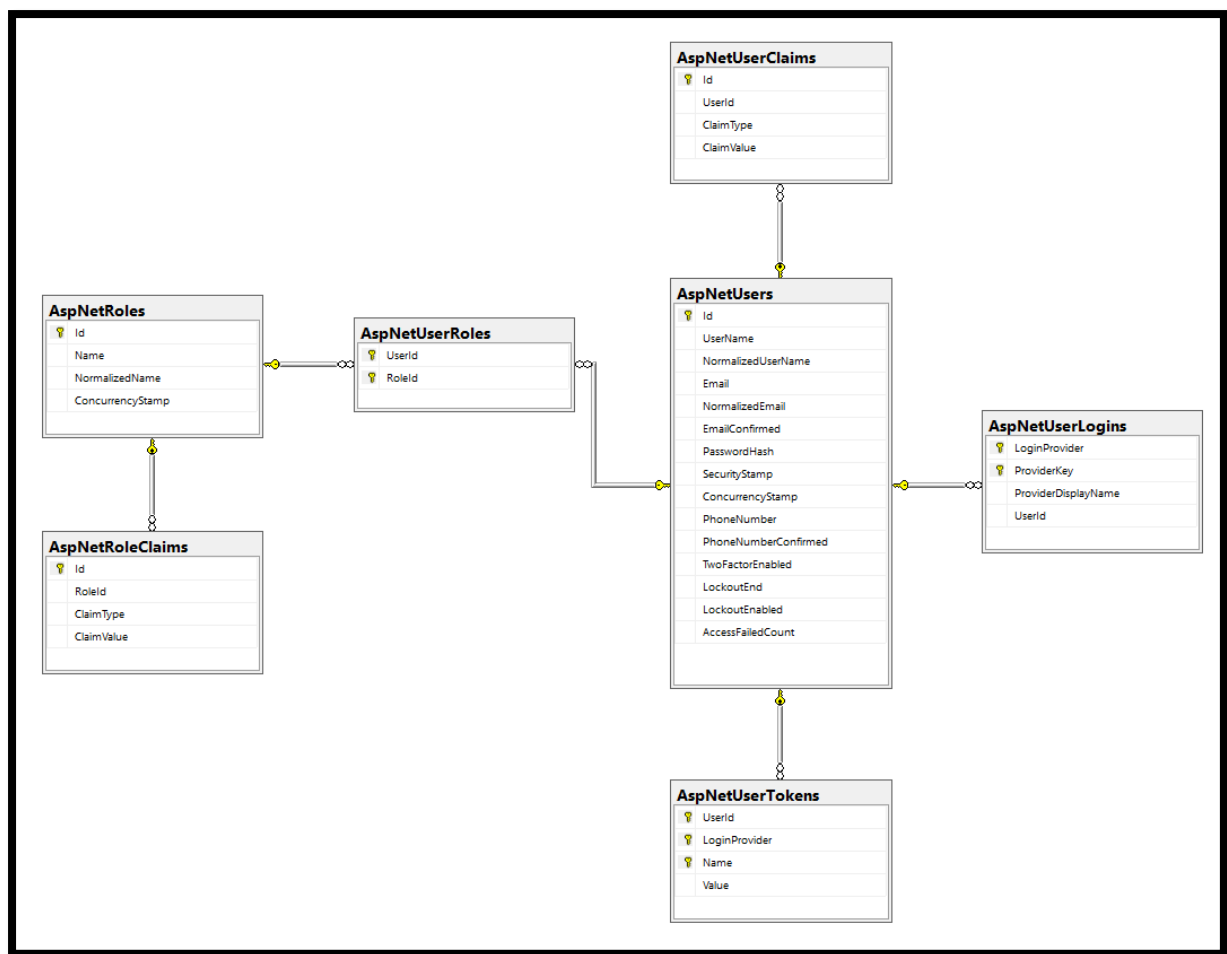 AspNetUserClaims
Id
UserId
ClaimType
ClaimValue
AspNetRoles
Id
Name
NormalizedName
ConcurrencyStamp
AspNetUserRoles
UserId
RoleId
AspNetUsers
Id
UserName
NormalizedUserName
Email
NormalizedEmail
EmailConfirmed
PasswordHash
SecurityStamp
ConcurrencyStamp
PhoneNumber
PhoneNumberConfirmed
TwoFactorEnabled
LockoutEnd
LockoutEnabled
AccessFailedCount
AspNetUserLogins
LoginProvider
ProviderKey
ProviderDisplayName
UserId
AspNetRoleClaims
Id
RoleId
ClaimType
ClaimValue
AspNetUserTokens
UserId
LoginProvider
Name
Value